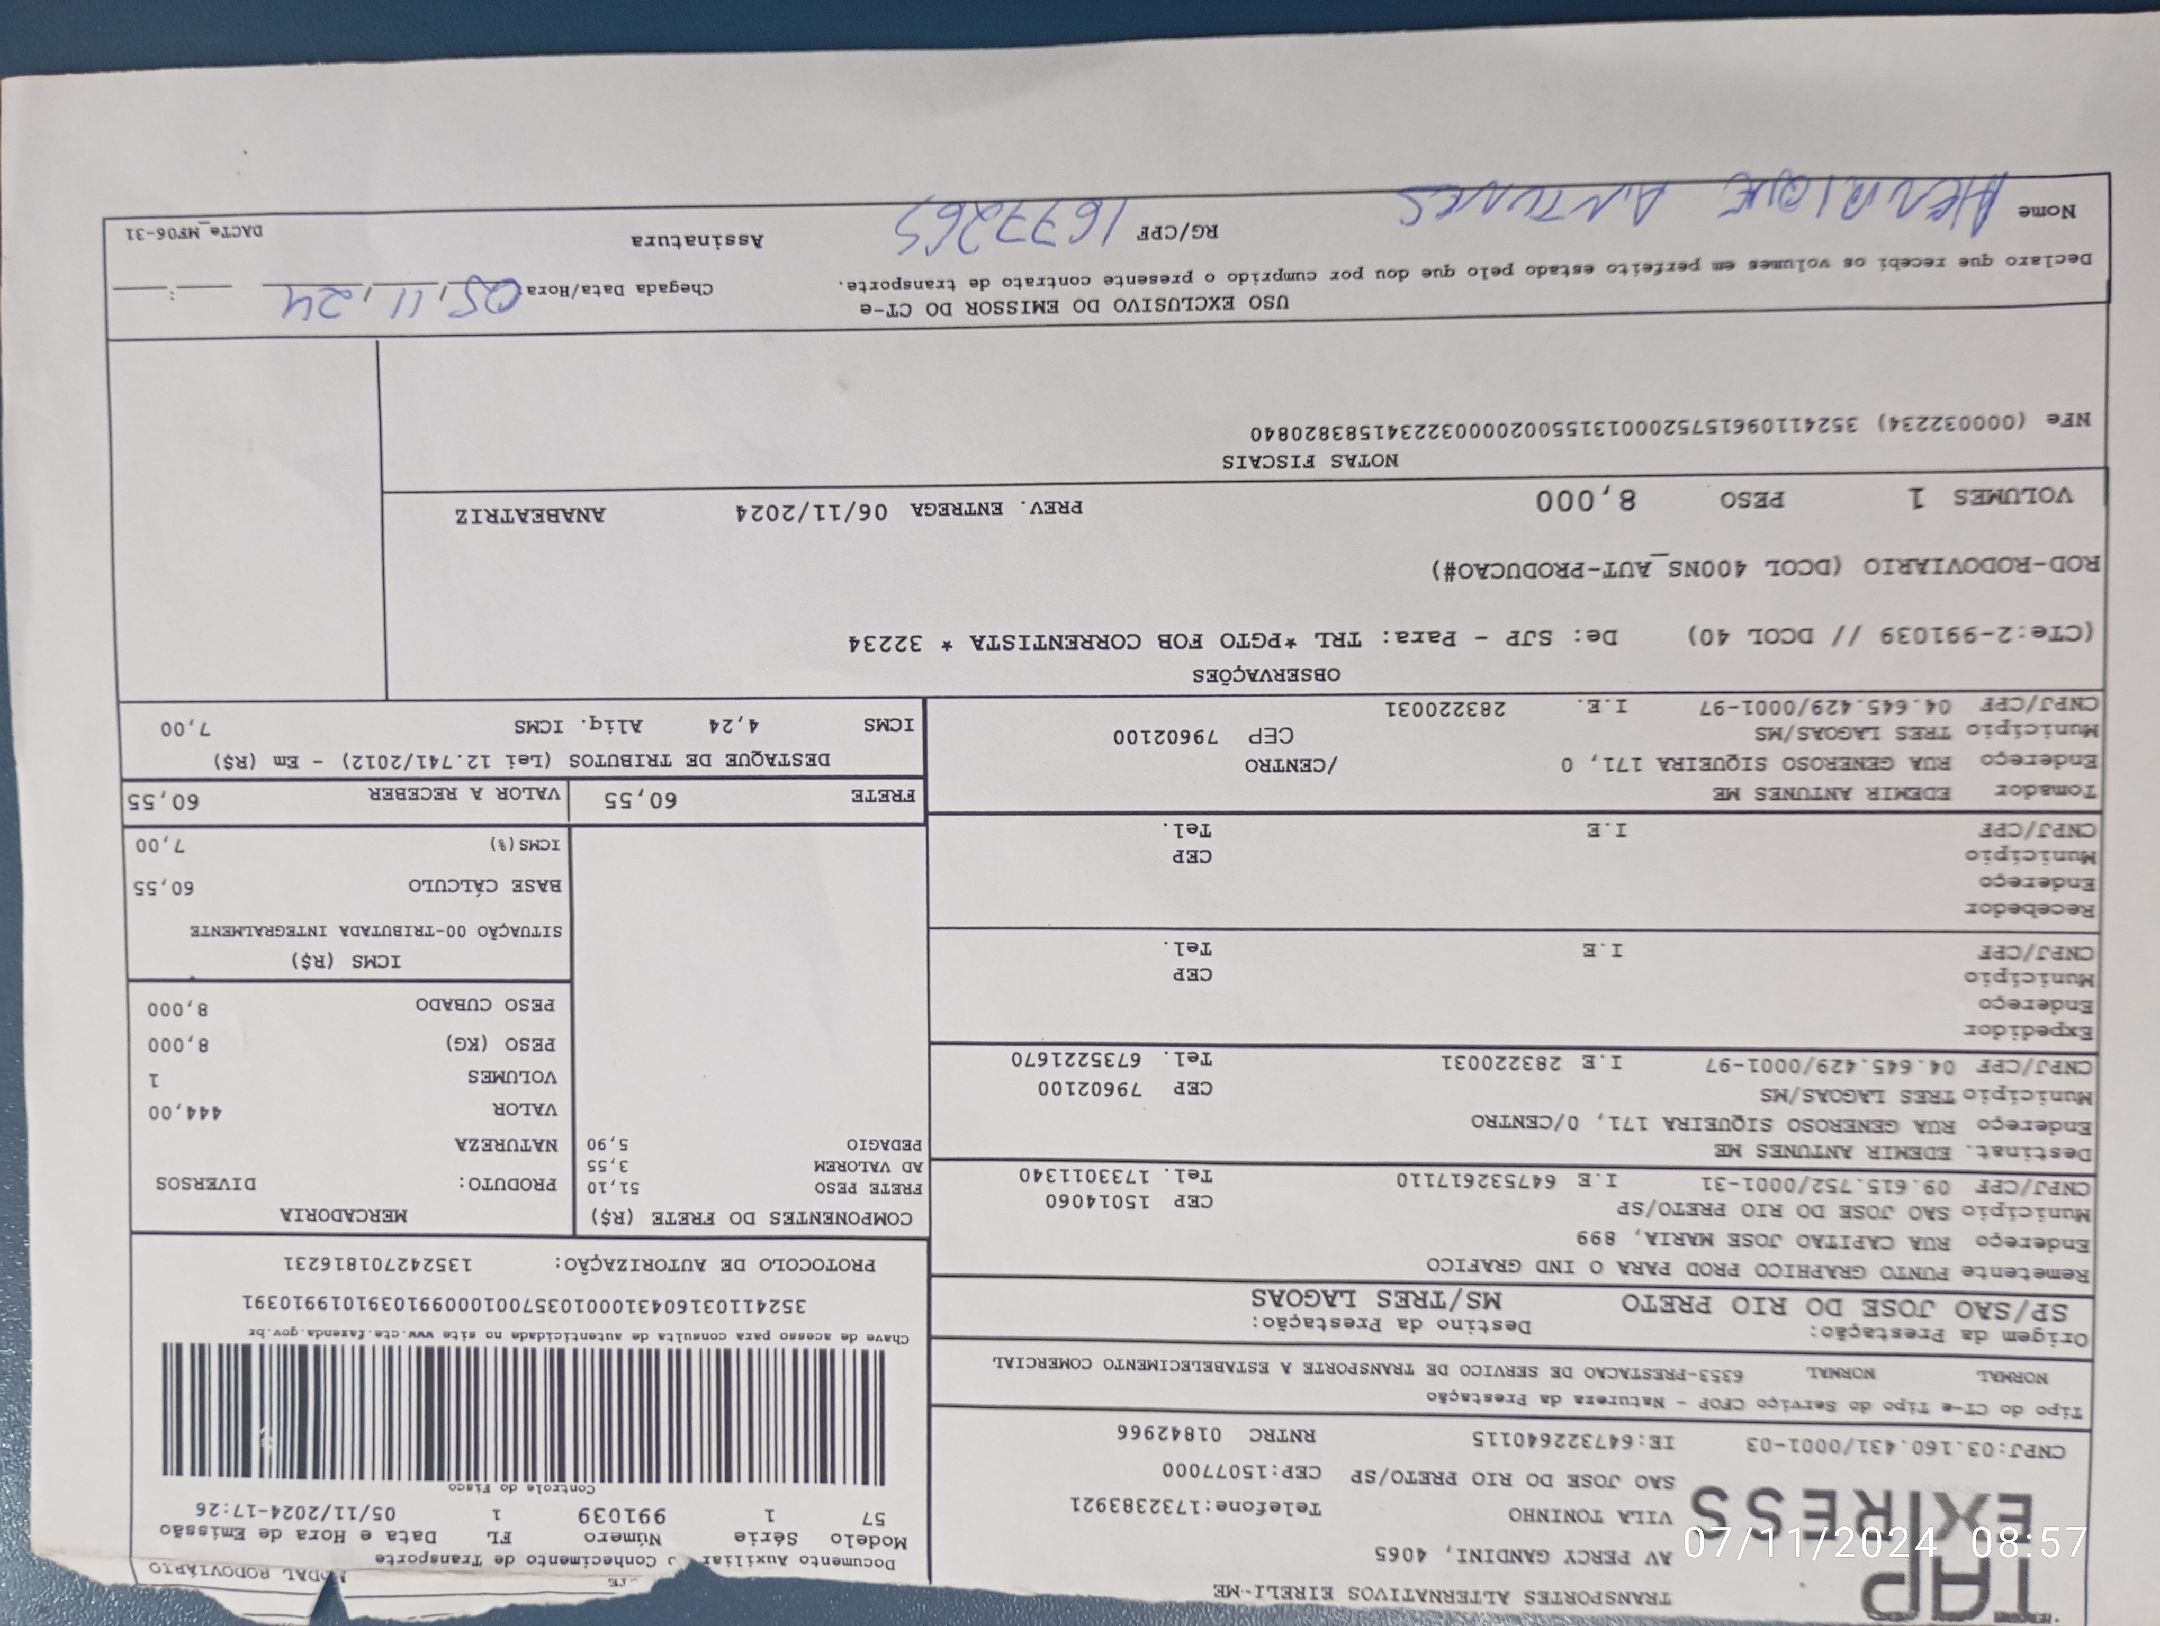 TAP
EXIRESS
TRANSPORTES ALTERNATIVOS EIRELI-ME
AV PERCY GANDINI, 4065
VILA TONINHO Telefone:1732383921
SAO JOSE DO RIO PRETO/SP CEP:15077000
CNPJ:03.160.431/0001-03 IE:647322640115 RNTRC 01842966
MODAL RODOVIÁRIO
Documento Auxiliar Conhecimento de Transporte
Modelo Série Número FL Data e Hora de Emissão
57 1 991039 1 05/11/2024-17:26
Controle do Fisco
Chave de acesso para consulta de autenticidade no site www.cte.fazenda.gov.br
35241103160431000103570010009910391019910391
PROTOCOLO DE AUTORIZAÇÃO: 135242701816231
Tipo do CT-e Tipo do Serviço CFOP - Natureza da Prestação
NORMAL NORMAL 6353-PRESTACAO DE SERVICO DE TRANSPORTE A ESTABELECIMENTO COMERCIAL
Origem da Prestação: Destino da Prestação:
SP/SAO JOSE DO RIO PRETO MS/TRES LAGOAS
Remetente PUNTO GRAPHICO PROD PARA O IND GRAFICO
Endereço RUA CAPITAO JOSE MARIA, 899
Município SAO JOSE DO RIO PRETO/SP CEP 15014060
CNPJ/CPF 09.615.752/0001-31 I.E 647532617110 Tel. 1733011340
Destinat. EDEMIR ANTUNES ME
Endereço RUA GENEROSO SIQUEIRA 171, 0/CENTRO
Município TRES LAGOAS/MS CEP 79602100
CNPJ/CPF 04.645.429/0001-97 I.E 283220031 Tel. 6735221670
Expedidor
Endereço
Município CEP
CNPJ/CPF I.E Tel.
Recebedor
Endereço
Município CEP
CNPJ/CPF I.E Tel.
Tomador EDEMIR ANTUNES ME
Endereço RUA GENEROSO SIQUEIRA 171, 0 /CENTRO
Município TRES LAGOAS/MS CEP 79602100
CNPJ/CPF 04.645.429/0001-97 I.E. 283220031
COMPONENTES DO FRETE (R$)
FRETE PESO 51,10
AD VALOREM 3,55
PEDAGIO 5,90
MERCADORIA
PRODUTO: DIVERSOS
NATUREZA
VALOR 444,00
VOLUMES 1
PESO (KG) 8,000
PESO CUBADO 8,000
ICMS (R$)
SITUAÇÃO 00-TRIBUTADA INTEGRALMENTE
BASE CÁLCULO 60,55
ICMS(%) 7,00
FRETE 60,55 VALOR A RECEBER 60,55
DESTAQUE DE TRIBUTOS (Lei 12.741/2012) - Em (R$)
ICMS 4,24 Aliq. ICMS 7,00
OBSERVAÇÕES
(CTe:2-991039 // DCOL 40) De: SJP - Para: TRL *PGTO FOB CORRENTISTA * 32234
ROD-RODOVIARIO (DCOL 400NS_AUT-PRODUCAO#)
VOLUMES 1 PESO 8,000 PREV. ENTREGA 06/11/2024 ANABEATRIZ
NOTAS FISCAIS
NFe (000032234) 35241109615752000131550020000322341583820840
USO EXCLUSIVO DO EMISSOR DO CT-e
Declaro que recebi os volumes em perfeito estado pelo que dou por cumprido o presente contrato de transporte.
Chegada Data/Hora 05/11/24 __:__
Nome HENRIQUE ANTUNES RG/CPF 1677265 Assinatura
DACTe_MF06-31
07/11/2024 08:57